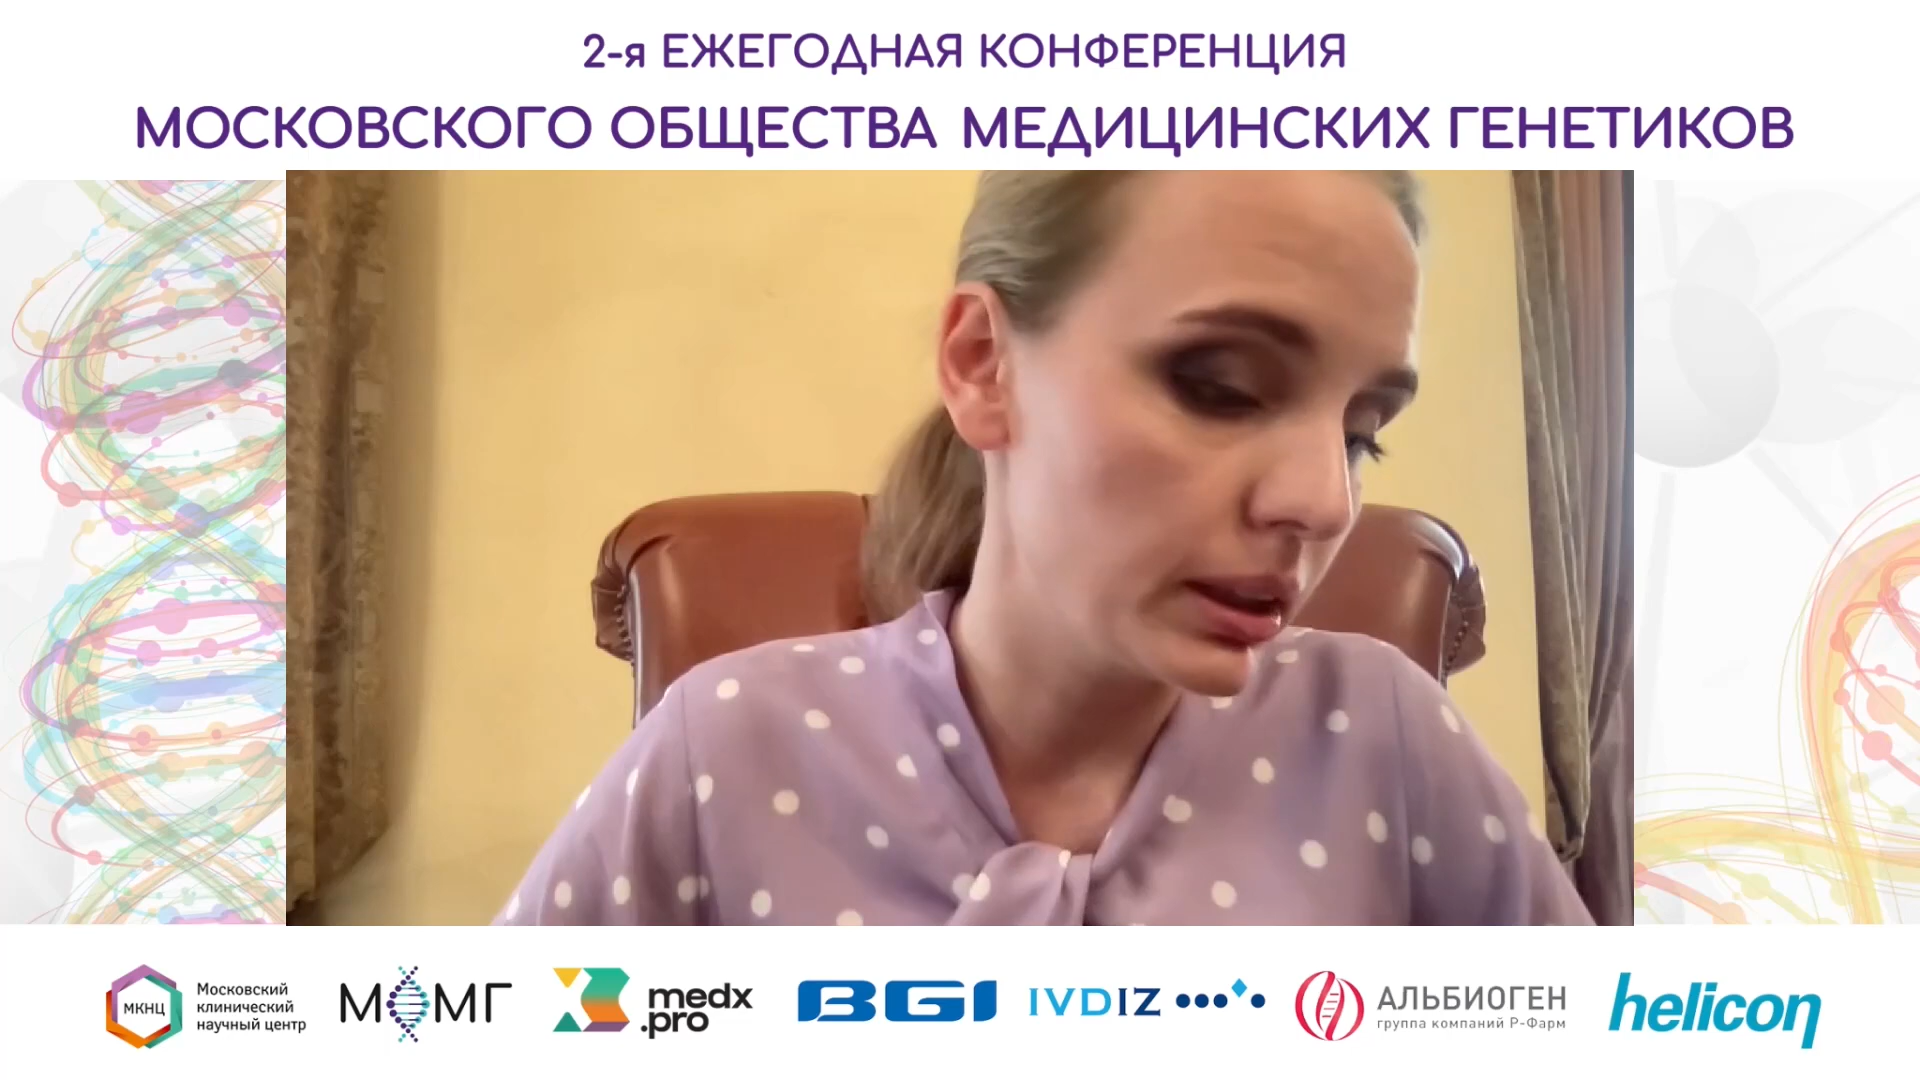 2-я ЕЖЕГОДНАЯ КОНФЕРЕНЦИЯ
МОСКОВСКОГО ОБЩЕСТВА МЕДИЦИНСКИХ ГЕНЕТИКОВ
МКНЦ
Московский
клинический
научный центр
МОМГ
medx
.pro
BGI
IVDIZ
АЛЬБИОГЕН
группа компаний Р-Фарм
helicon